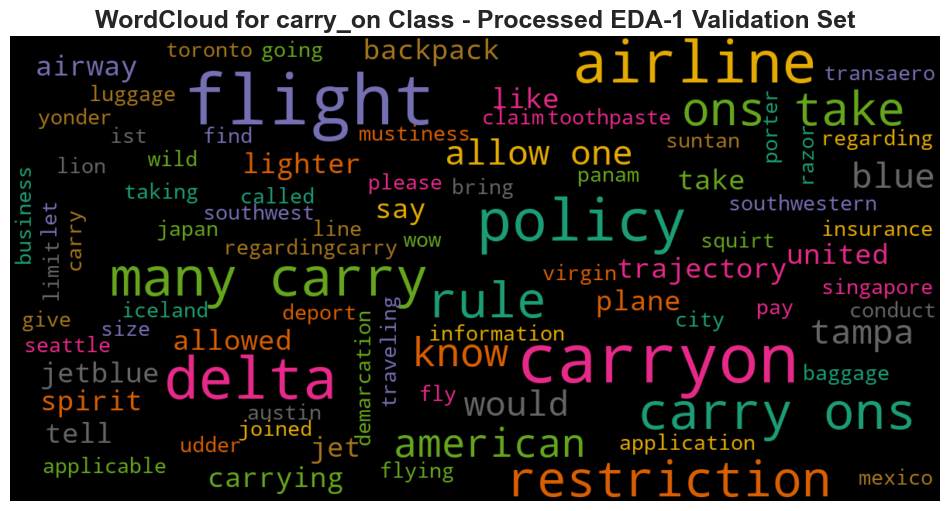 WordCloud for carry_on Class - Processed EDA-1 Validation Set
toronto going backpack airline
airway flight transaero
luggage like ons take
yonder claim toothpaste porter
ist find mustiness suntan razor regarding
lion wild lighter allow one panam blue
business taking called please bring take
southwest say policy southwestern
limit let carry japan line wow squirt insurance
regardingcarry united
many carry virgin trajectory singapore
iceland deport rule plane pay conduct
give size information city tampa
seattle allowed demarcation traveling know carryon
jetblue delta baggage
spirit austin fly would carry ons
tell joined american application
udder jet
applicable carrying flying restriction mexico